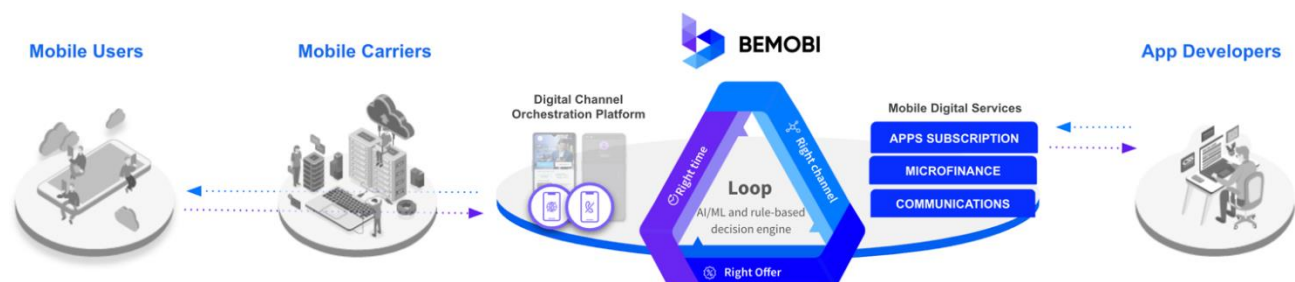 BEMOBI
Mobile Users
Mobile Carriers
App Developers
Digital Channel
Orchestration Platform
Mobile Digital Services
APPS SUBSCRIPTION
MICROFINANCE
COMMUNICATIONS
Right time
Right channel
Loop
AI/ML and rule-based
decision engine
Right Offer